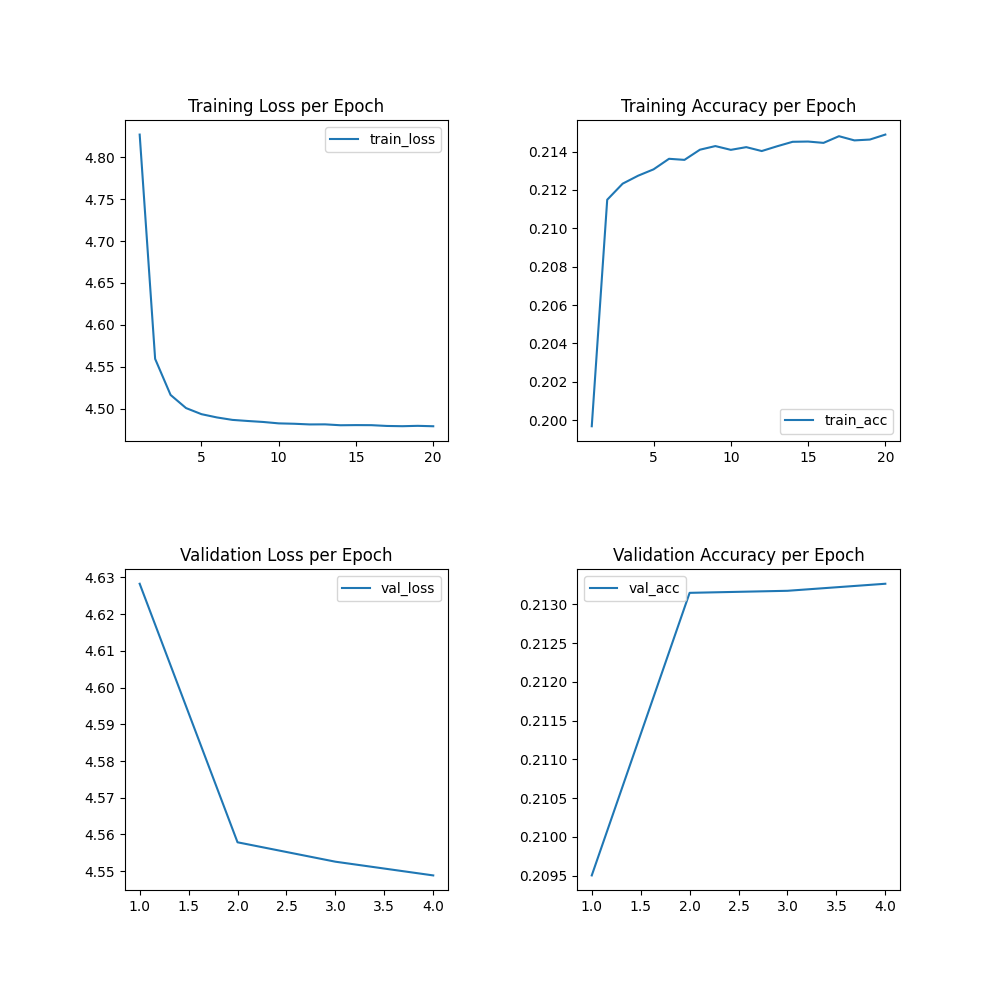 Training Loss per Epoch
train_loss
4.80
4.75
4.70
4.65
4.60
4.55
4.50
5 10 15 20
Training Accuracy per Epoch
0.214
0.212
0.210
0.208
0.206
0.204
0.202
0.200
train_acc
5 10 15 20
Validation Loss per Epoch
4.63
val_loss
4.62
4.61
4.60
4.59
4.58
4.57
4.56
4.55
1.0 1.5 2.0 2.5 3.0 3.5 4.0
Validation Accuracy per Epoch
val_acc
0.2130
0.2125
0.2120
0.2115
0.2110
0.2105
0.2100
0.2095
1.0 1.5 2.0 2.5 3.0 3.5 4.0